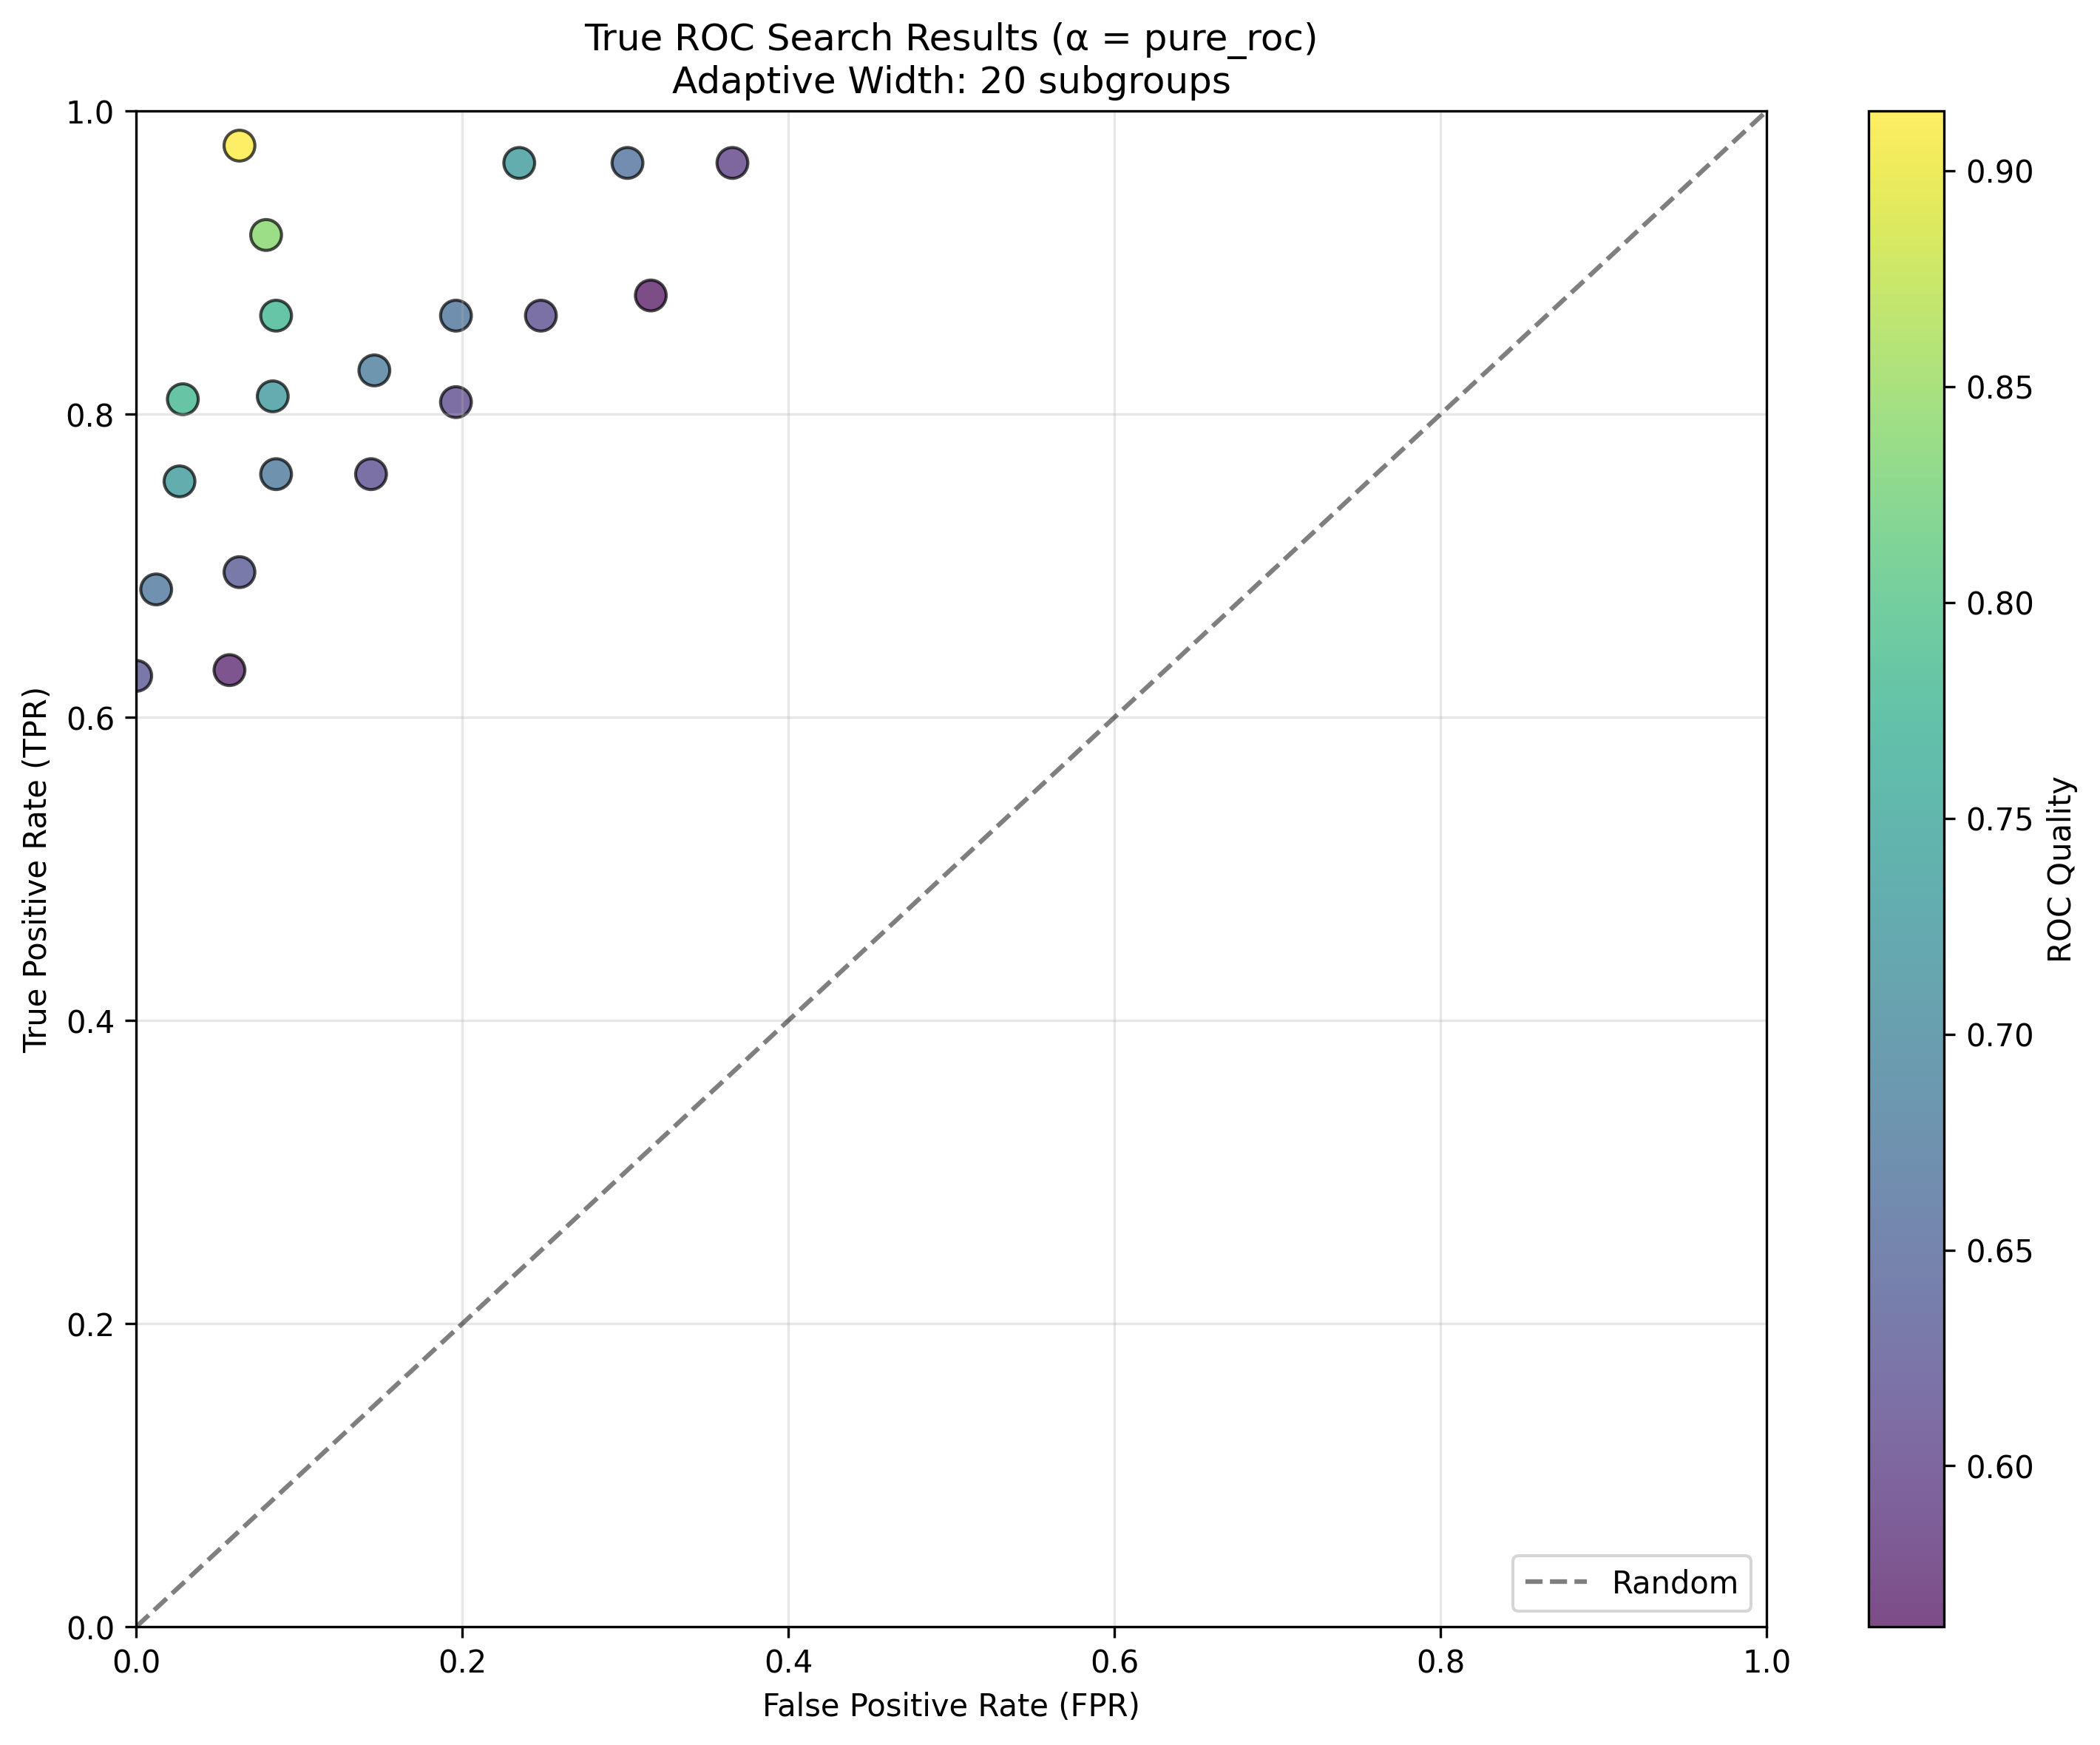 True ROC Search Results (α = pure_roc)
Adaptive Width: 20 subgroups
True Positive Rate (TPR)
1.0
0.8
0.6
0.4
0.2
0.0
0.0 0.2 0.4 0.6 0.8 1.0
False Positive Rate (FPR)
Random
0.90
0.85
0.80
0.75
0.70
0.65
0.60
ROC Quality